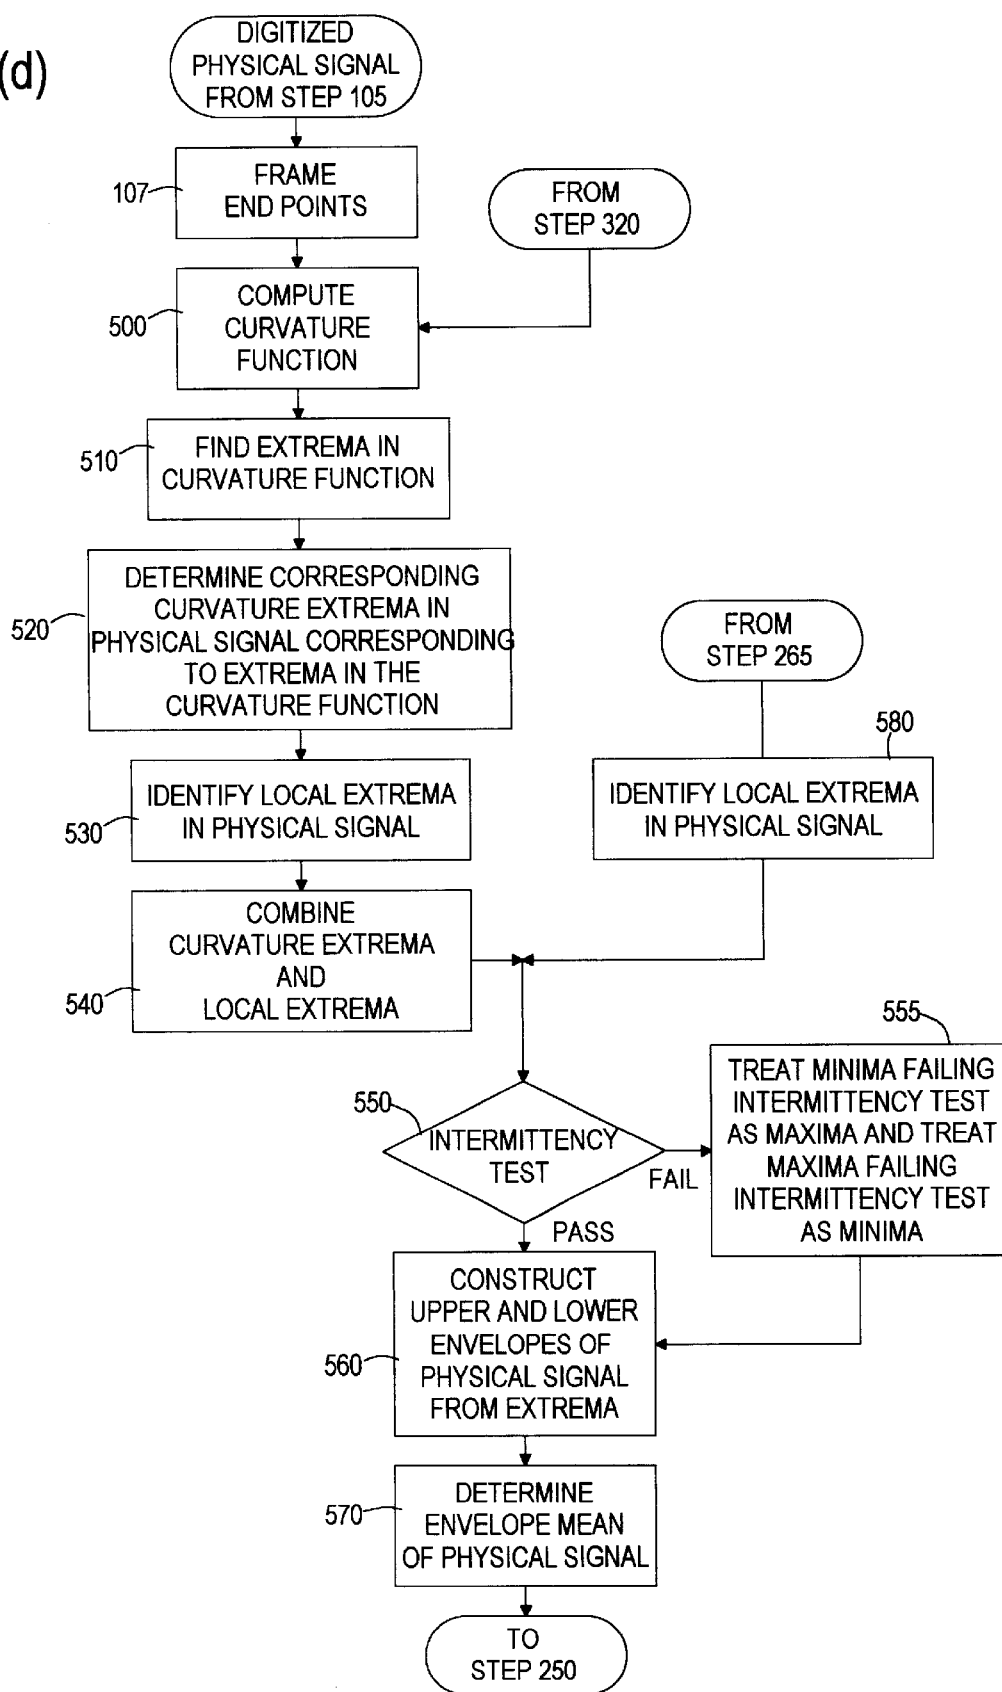 (d)
DIGITIZED
PHYSICAL SIGNAL
FROM STEP 105
107
FRAME
END POINTS
FROM
STEP 320
500
COMPUTE
CURVATURE
FUNCTION
510
FIND EXTREMA IN
CURVATURE FUNCTION
520
DETERMINE CORRESPONDING
CURVATURE EXTREMA IN
PHYSICAL SIGNAL CORRESPONDING
TO EXTREMA IN THE
CURVATURE FUNCTION
FROM
STEP 265
530
IDENTIFY LOCAL EXTREMA
IN PHYSICAL SIGNAL
580
IDENTIFY LOCAL EXTREMA
IN PHYSICAL SIGNAL
540
COMBINE
CURVATURE EXTREMA
AND
LOCAL EXTREMA
550
INTERMITTENCY
TEST
FAIL
PASS
555
TREAT MINIMA FAILING
INTERMITTENCY TEST
AS MAXIMA AND TREAT
MAXIMA FAILING
INTERMITTENCY TEST
AS MINIMA
560
CONSTRUCT
UPPER AND LOWER
ENVELOPES OF
PHYSICAL SIGNAL
FROM EXTREMA
570
DETERMINE
ENVELOPE MEAN
OF PHYSICAL SIGNAL
TO
STEP 250